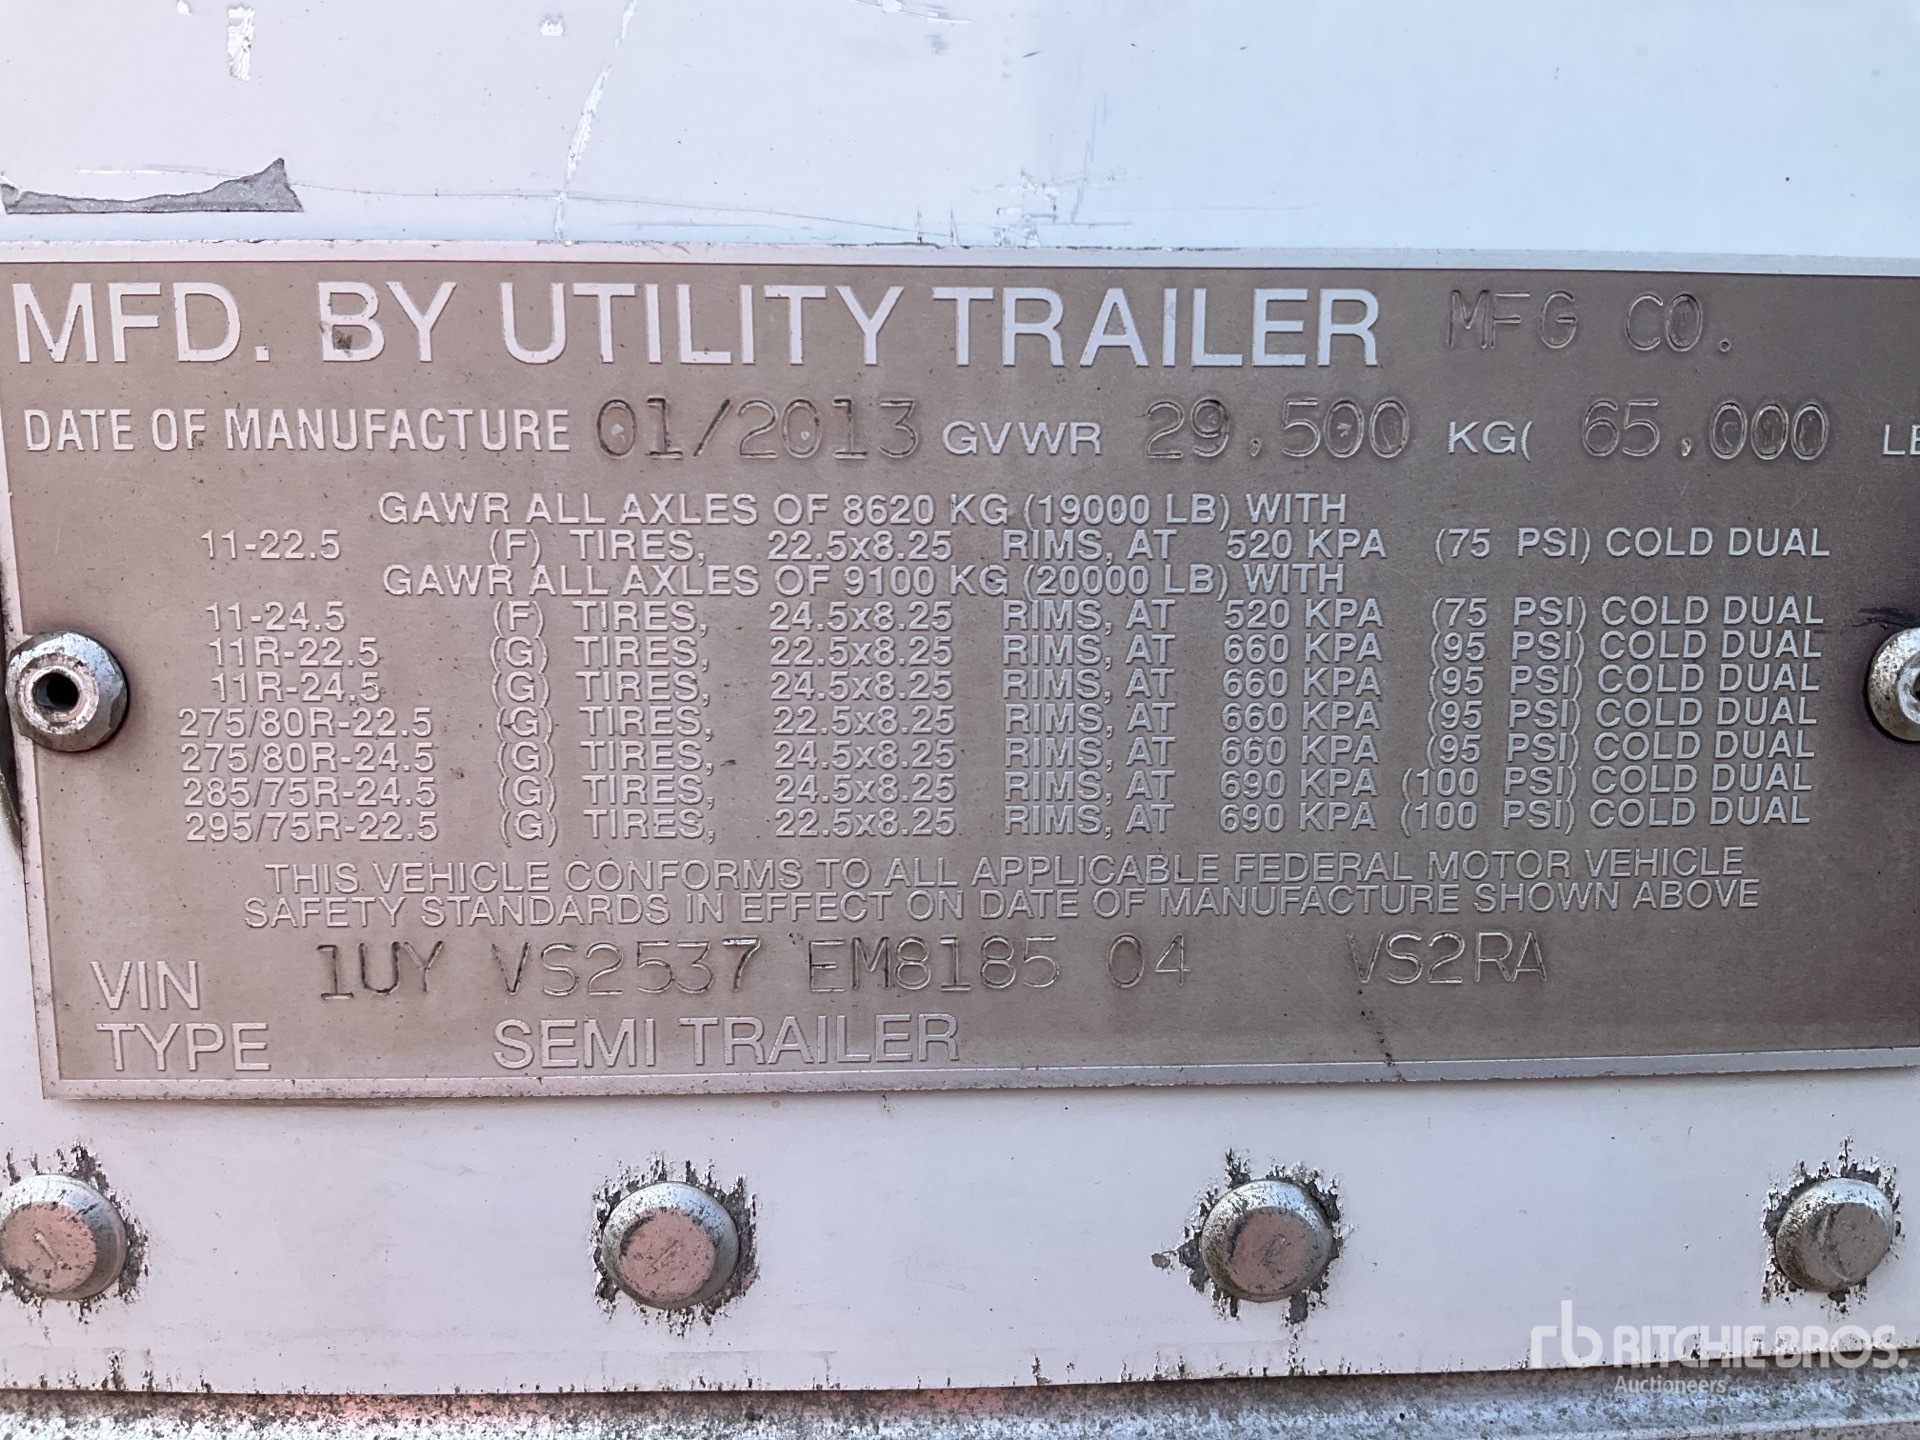 MFD. BY UTILITY TRAILER MFG CO.
DATE OF MANUFACTURE 01/2013 GVWR 29,500 KG( 65,000 LB
GAWR ALL AXLES OF 8620 KG (19000 LB) WITH
11-22.5 (F) TIRES, 22.5x8.25 RIMS, AT 520 KPA (75 PSI) COLD DUAL
GAWR ALL AXLES OF 9100 KG (20000 LB) WITH
11-24.5 (F) TIRES, 24.5x8.25 RIMS, AT 520 KPA (75 PSI) COLD DUAL
11R-22.5 (G) TIRES, 22.5x8.25 RIMS, AT 660 KPA (95 PSI) COLD DUAL
11R-24.5 (G) TIRES, 24.5x8.25 RIMS, AT 660 KPA (95 PSI) COLD DUAL
275/80R-22.5 (G) TIRES, 22.5x8.25 RIMS, AT 660 KPA (95 PSI) COLD DUAL
275/80R-24.5 (G) TIRES, 24.5x8.25 RIMS, AT 660 KPA (95 PSI) COLD DUAL
285/75R-24.5 (G) TIRES, 24.5x8.25 RIMS, AT 690 KPA (100 PSI) COLD DUAL
295/75R-22.5 (G) TIRES, 22.5x8.25 RIMS, AT 690 KPA (100 PSI) COLD DUAL
THIS VEHICLE CONFORMS TO ALL APPLICABLE FEDERAL MOTOR VEHICLE
SAFETY STANDARDS IN EFFECT ON DATE OF MANUFACTURE SHOWN ABOVE
VIN 1UY VS2537 EM8185 04 VS2RA
TYPE SEMI TRAILER
rb RITCHIE BROS.
Auctioneers